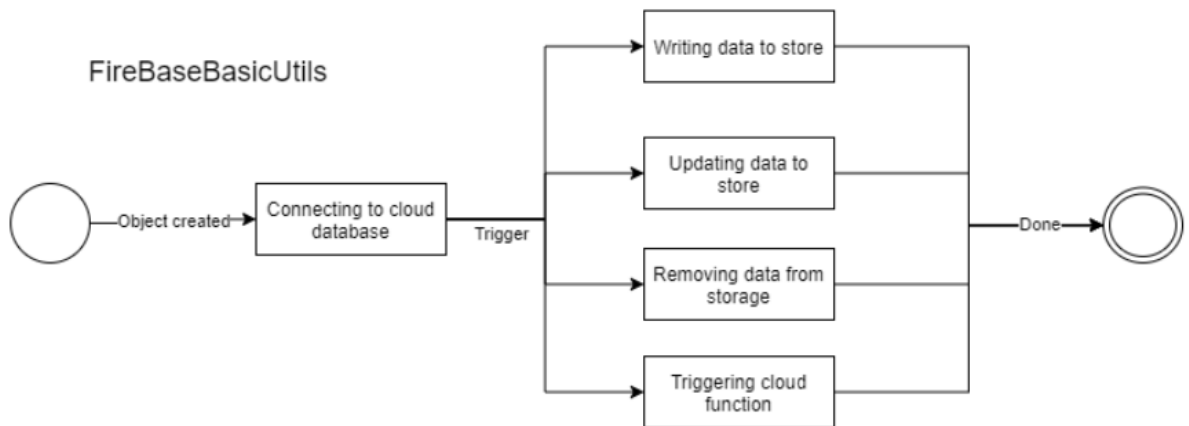 FireBaseBasicUtils
Writing data to store
Updating data to
store
Object created
Connecting to cloud
database
Trigger
Removing data from
storage
Done
Triggering cloud
function